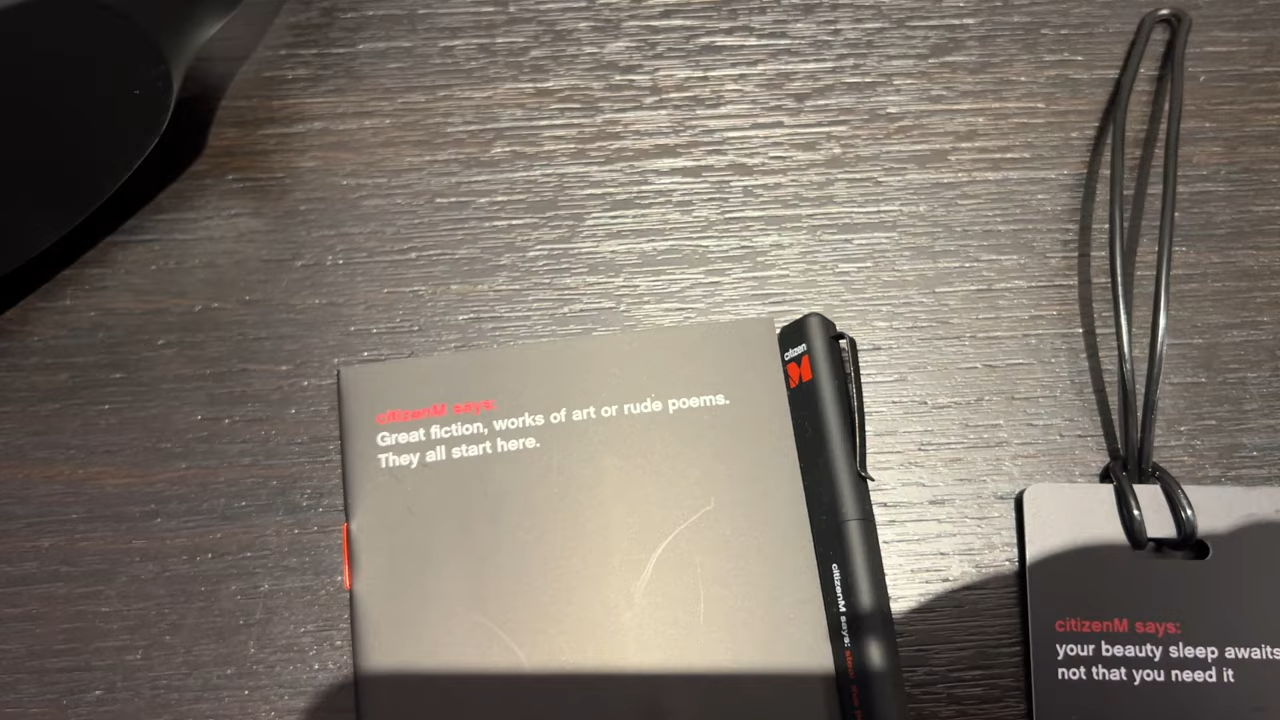 citizenM says:
Great fiction, works of art or rude poems.
They all start here.
citizen
M
citizenM says:
citizenM says:
your beauty sleep awaits
not that you need it